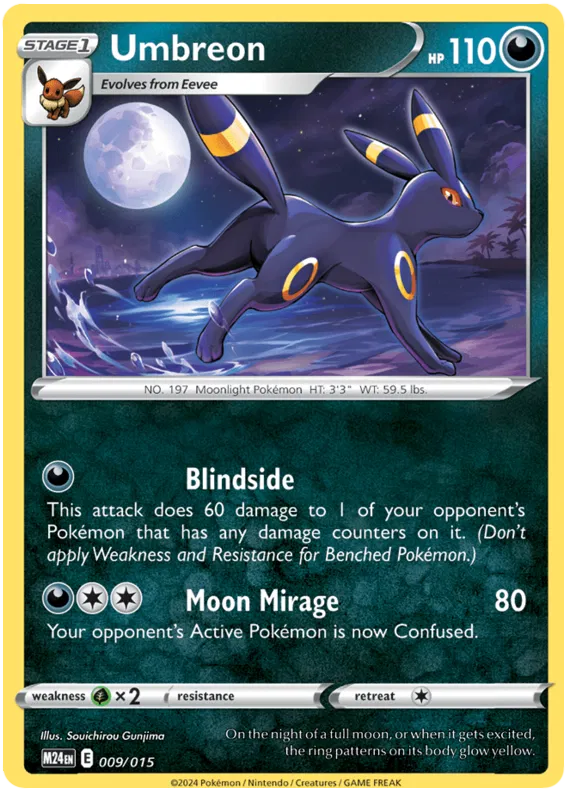 STAGE1 Umbreon HP 110
Evolves from Eevee
NO. 197 Moonlight Pokémon HT: 3'3" WT: 59.5 lbs.
Blindside
This attack does 60 damage to 1 of your opponent's
Pokémon that has any damage counters on it. (Don't
apply Weakness and Resistance for Benched Pokémon.)
Moon Mirage 80
Your opponent's Active Pokémon is now Confused.
weakness ×2 resistance retreat
Illus. Souichirou Gunjima
On the night of a full moon, or when it gets excited,
the ring patterns on its body glow yellow.
M24 EN E 009/015
©2024 Pokémon / Nintendo / Creatures / GAME FREAK